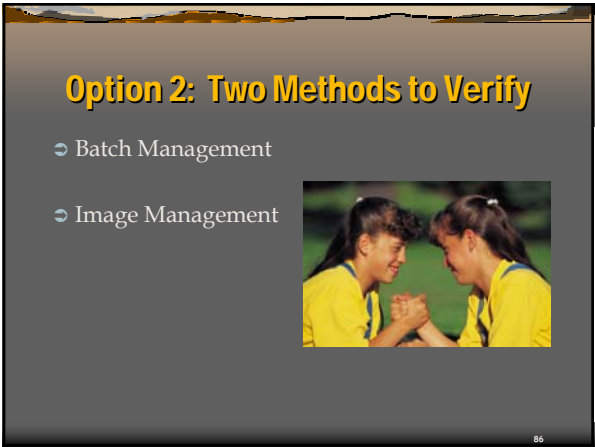 Option 2: Two Methods to Verify
Batch Management
Image Management
86